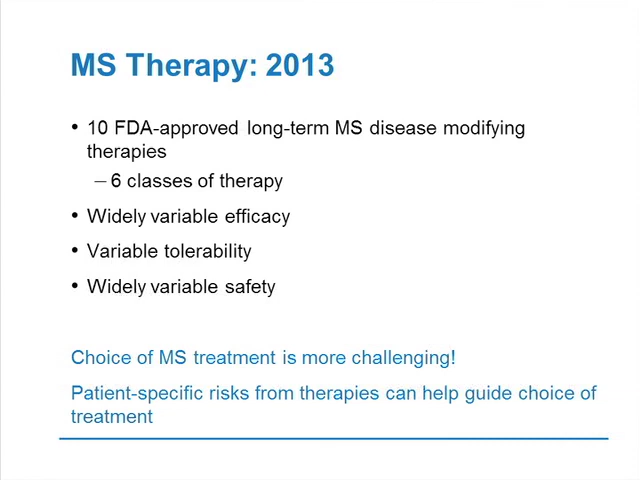 MS Therapy: 2013
• 10 FDA-approved long-term MS disease modifying
therapies
– 6 classes of therapy
• Widely variable efficacy
• Variable tolerability
• Widely variable safety
Choice of MS treatment is more challenging!
Patient-specific risks from therapies can help guide choice of
treatment